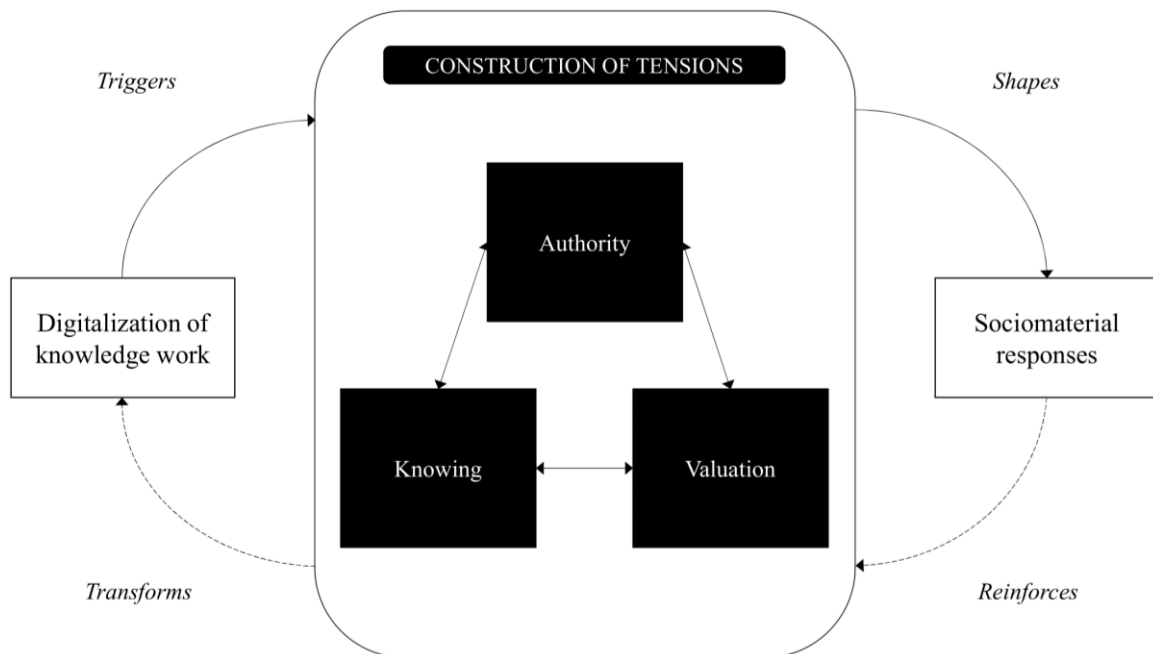 CONSTRUCTION OF TENSIONS
Triggers
Shapes
Authority
Digitalization of
knowledge work
Sociomaterial
responses
Knowing
Valuation
Transforms
Reinforces